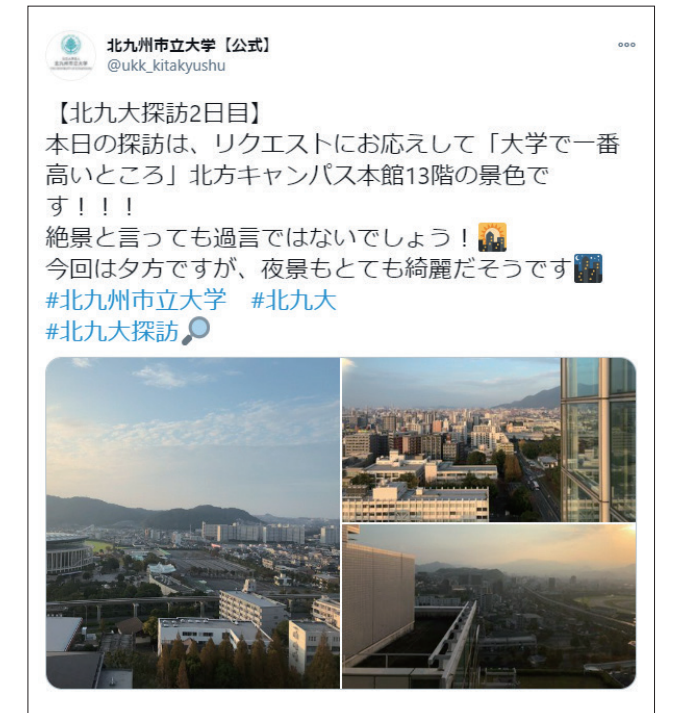 北九州市立大学【公式】
@ukk_kitakyushu
【北九大探訪2日目】
本日の探訪は、リクエストにお応えして「大学で一番
高いところ」北方キャンパス本館13階の景色で
す！！！
絶景と言っても過言ではないでしょう！🌇
今回は夕方ですが、夜景もとても綺麗だそうです🌃
#北九州市立大学　#北九大
#北九大探訪🔎